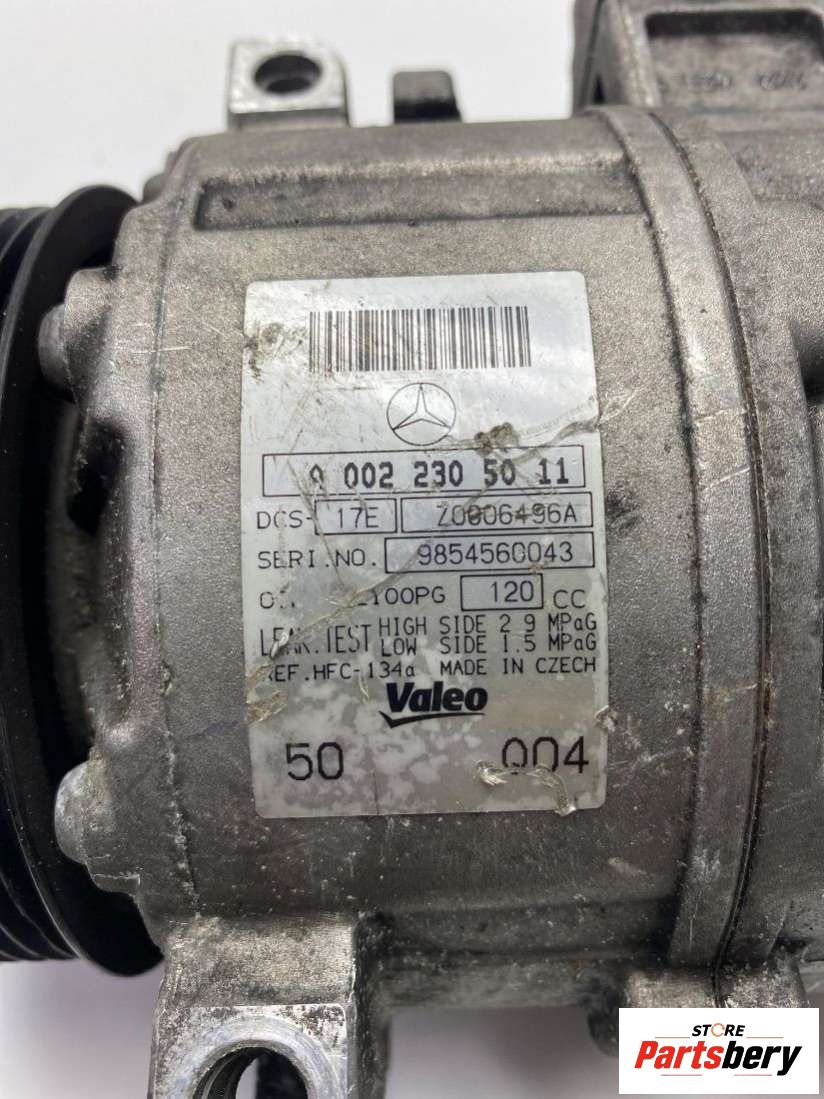 A 002 230 50 11
DCS- 17E Z0006496A
SERI.NO. 9854560043
120 CC
LEAK.TEST HIGH SIDE 2.9 MPaG
LOW SIDE 1.5 MPaG
REF.HFC-134a MADE IN CZECH
Valeo
50 004
STORE
Partsbery